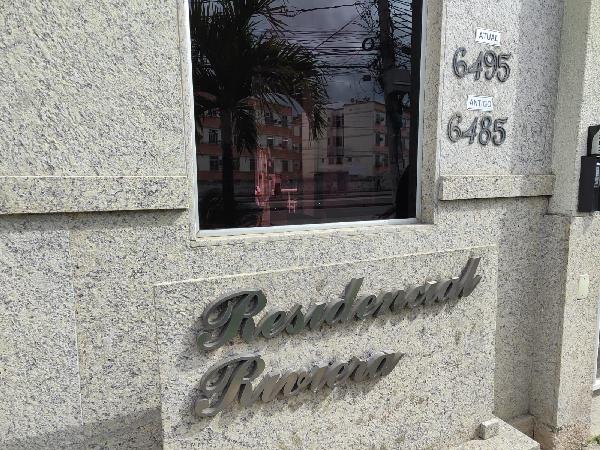 ATUAL
6495
ANTIGO
6485
Residencial
Riviera